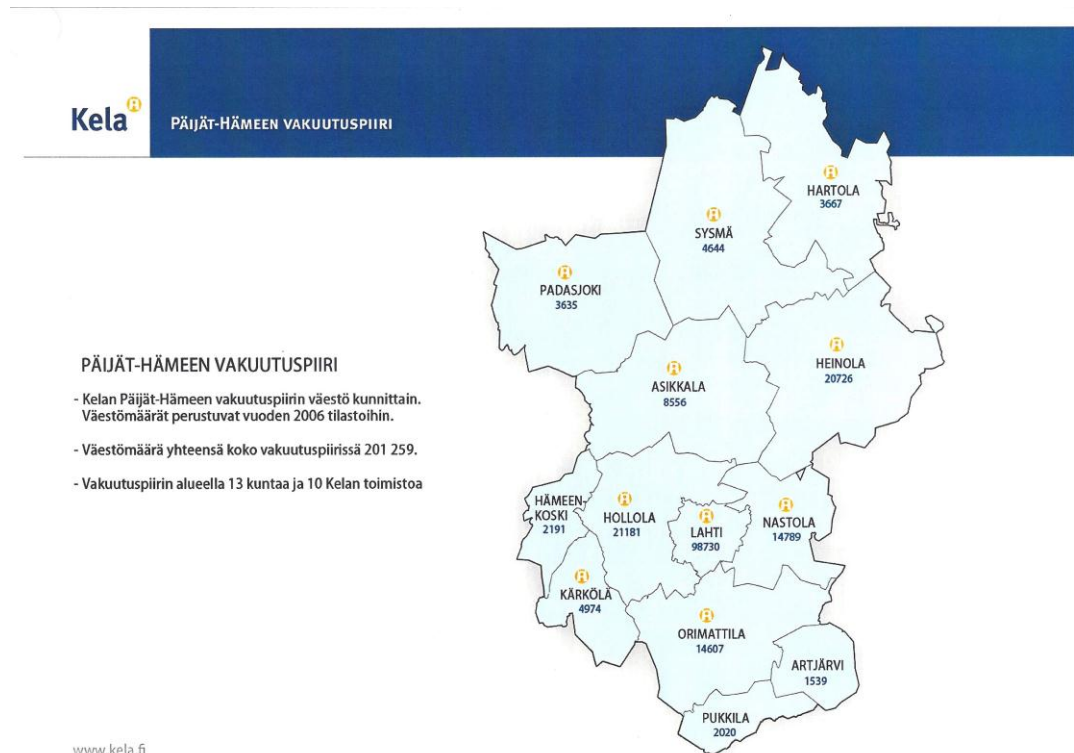 Kela
PÄIJÄT-HÄMEEN VAKUUTUSPIIRI
HARTOLA
3667
SYSMÄ
4644
PADASJOKI
3635
HEINOLA
20726
ASIKKALA
8556
PÄIJÄT-HÄMEEN VAKUUTUSPIIRI
- Kelan Päijät-Hämeen vakuutuspiirin väestö kunnittain.
Väestömäärät perustuvat vuoden 2006 tilastoihin.
- Väestömäärä yhteensä koko vakuutuspiirissä 201 259.
- Vakuutuspiirin alueella 13 kuntaa ja 10 Kelan toimistoa
HÄMEEN-
KOSKI
2191
HOLLOLA
21181
LAHTI
98730
NASTOLA
14789
KÄRKÖLÄ
4974
ORIMATTILA
14607
ARTJÄRVI
1539
PUKKILA
2020
www.kela.fi